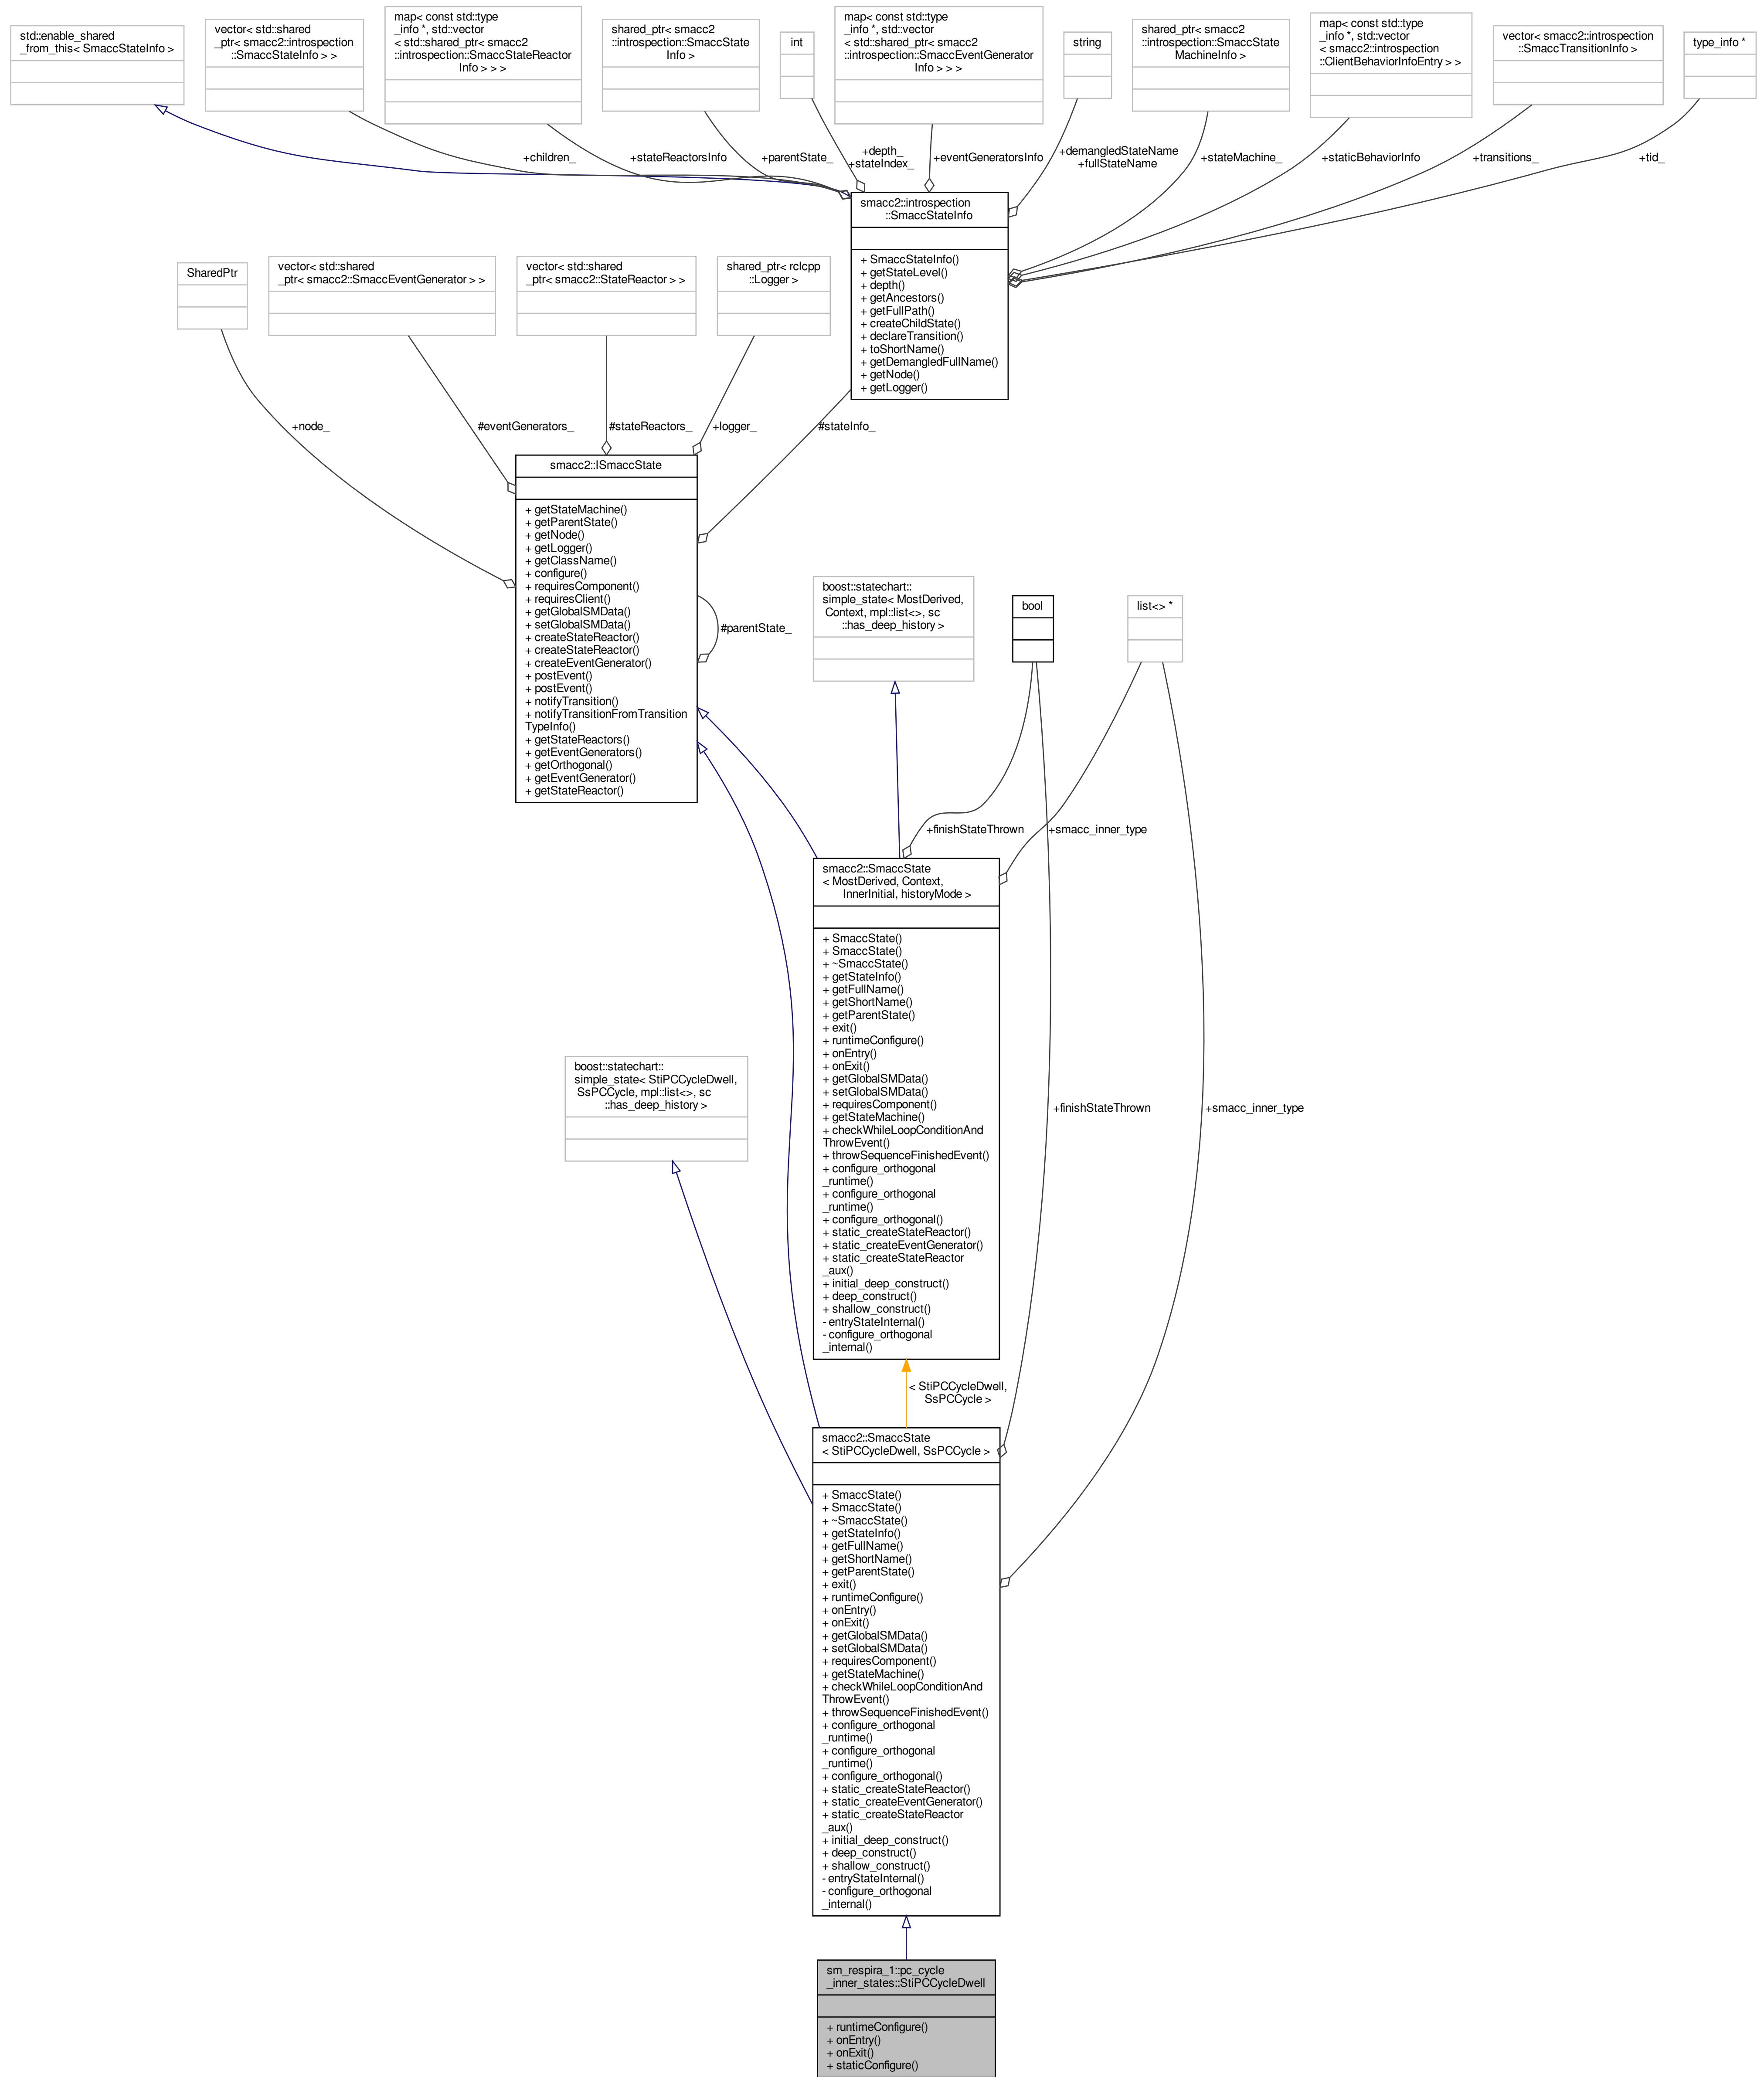 std::enable_shared
_from_this< SmaccStateInfo >
vector< std::shared
_ptr< smacc2::introspection
::SmaccStateInfo > >
map< const std::type
_info *, std::vector
< std::shared_ptr< smacc2
::introspection::SmaccStateReactor
Info > > >
shared_ptr< smacc2
::introspection::SmaccState
Info >
int
map< const std::type
_info *, std::vector
< std::shared_ptr< smacc2
::introspection::SmaccEventGenerator
Info > > >
string
shared_ptr< smacc2
::introspection::SmaccState
MachineInfo >
map< const std::type
_info *, std::vector
< smacc2::introspection
::ClientBehaviorInfoEntry > >
vector< smacc2::introspection
::SmaccTransitionInfo >
type_info *
+children_
+stateReactorsInfo
+parentState_
+depth_
+stateIndex_
+eventGeneratorsInfo
+demangledStateName
+fullStateName
+stateMachine_
+staticBehaviorInfo
+transitions_
+tid_
smacc2::introspection
::SmaccStateInfo
+ SmaccStateInfo()
+ getStateLevel()
+ depth()
+ getAncestors()
+ getFullPath()
+ createChildState()
+ declareTransition()
+ toShortName()
+ getDemangledFullName()
+ getNode()
+ getLogger()
SharedPtr
vector< std::shared
_ptr< smacc2::SmaccEventGenerator > >
vector< std::shared
_ptr< smacc2::StateReactor > >
shared_ptr< rclcpp
::Logger >
+node_
#eventGenerators_
#stateReactors_
+logger_
#stateInfo_
smacc2::ISmaccState
+ getStateMachine()
+ getParentState()
+ getNode()
+ getLogger()
+ getClassName()
+ configure()
+ requiresComponent()
+ requiresClient()
+ getGlobalSMData()
+ setGlobalSMData()
+ createStateReactor()
+ createStateReactor()
+ createEventGenerator()
+ postEvent()
+ postEvent()
+ notifyTransition()
+ notifyTransitionFromTransition
TypeInfo()
+ getStateReactors()
+ getEventGenerators()
+ getOrthogonal()
+ getEventGenerator()
+ getStateReactor()
#parentState_
boost::statechart::
simple_state< MostDerived,
Context, mpl::list<>, sc
::has_deep_history >
bool
list<> *
+finishStateThrown
+smacc_inner_type
smacc2::SmaccState
< MostDerived, Context,
InnerInitial, historyMode >
+ SmaccState()
+ SmaccState()
+ ~SmaccState()
+ getStateInfo()
+ getFullName()
+ getShortName()
+ getParentState()
+ exit()
+ runtimeConfigure()
+ onEntry()
+ onExit()
+ getGlobalSMData()
+ setGlobalSMData()
+ requiresComponent()
+ getStateMachine()
+ checkWhileLoopConditionAnd
ThrowEvent()
+ throwSequenceFinishedEvent()
+ configure_orthogonal
_runtime()
+ configure_orthogonal
_runtime()
+ configure_orthogonal()
+ static_createStateReactor()
+ static_createEventGenerator()
+ static_createStateReactor
_aux()
+ initial_deep_construct()
+ deep_construct()
+ shallow_construct()
- entryStateInternal()
- configure_orthogonal
_internal()
boost::statechart::
simple_state< StiPCCycleDwell,
SsPCCycle, mpl::list<>, sc
::has_deep_history >
+finishStateThrown
+smacc_inner_type
< StiPCCycleDwell,
SsPCCycle >
smacc2::SmaccState
< StiPCCycleDwell, SsPCCycle >
+ SmaccState()
+ SmaccState()
+ ~SmaccState()
+ getStateInfo()
+ getFullName()
+ getShortName()
+ getParentState()
+ exit()
+ runtimeConfigure()
+ onEntry()
+ onExit()
+ getGlobalSMData()
+ setGlobalSMData()
+ requiresComponent()
+ getStateMachine()
+ checkWhileLoopConditionAnd
ThrowEvent()
+ throwSequenceFinishedEvent()
+ configure_orthogonal
_runtime()
+ configure_orthogonal
_runtime()
+ configure_orthogonal()
+ static_createStateReactor()
+ static_createEventGenerator()
+ static_createStateReactor
_aux()
+ initial_deep_construct()
+ deep_construct()
+ shallow_construct()
- entryStateInternal()
- configure_orthogonal
_internal()
sm_respira_1::pc_cycle
_inner_states::StiPCCycleDwell
+ runtimeConfigure()
+ onEntry()
+ onExit()
+ staticConfigure()